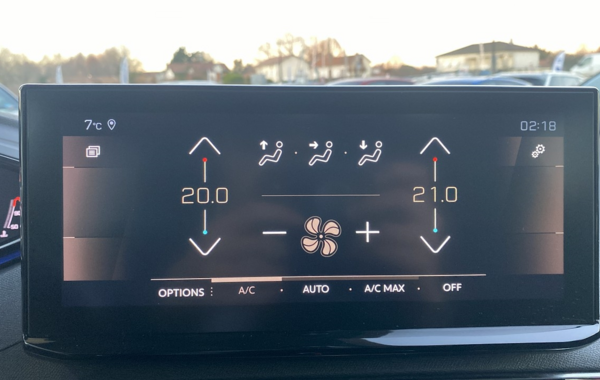 7°C 02:18
20.0 21.0
OPTIONS A/C AUTO A/C MAX OFF